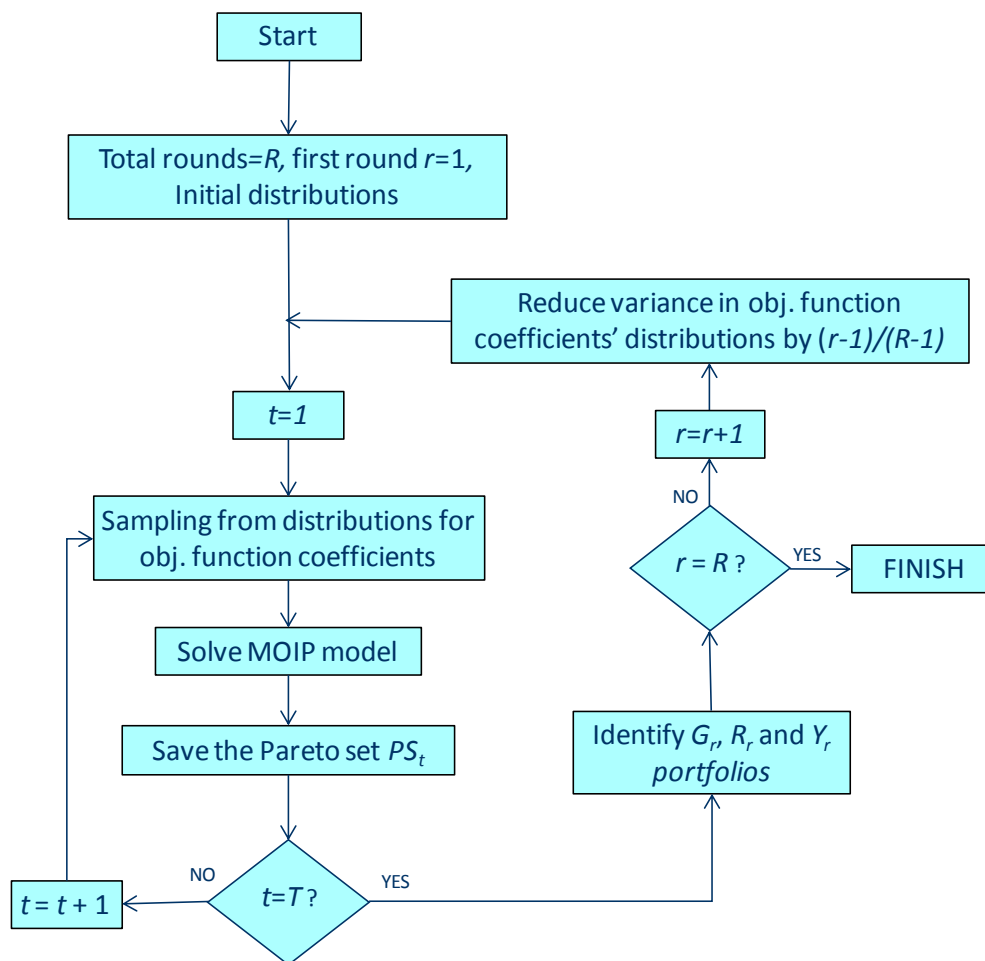 Start
Total rounds=R, first round r=1,
Initial distributions
Reduce variance in obj. function
coefficients’ distributions by (r-1)/(R-1)
t=1
r=r+1
NO
Sampling from distributions for
obj. function coefficients
r = R ?
YES
FINISH
Solve MOIP model
Save the Pareto set PSt
Identify Gr, Rr and Yr
portfolios
NO
YES
t = t + 1
t=T ?